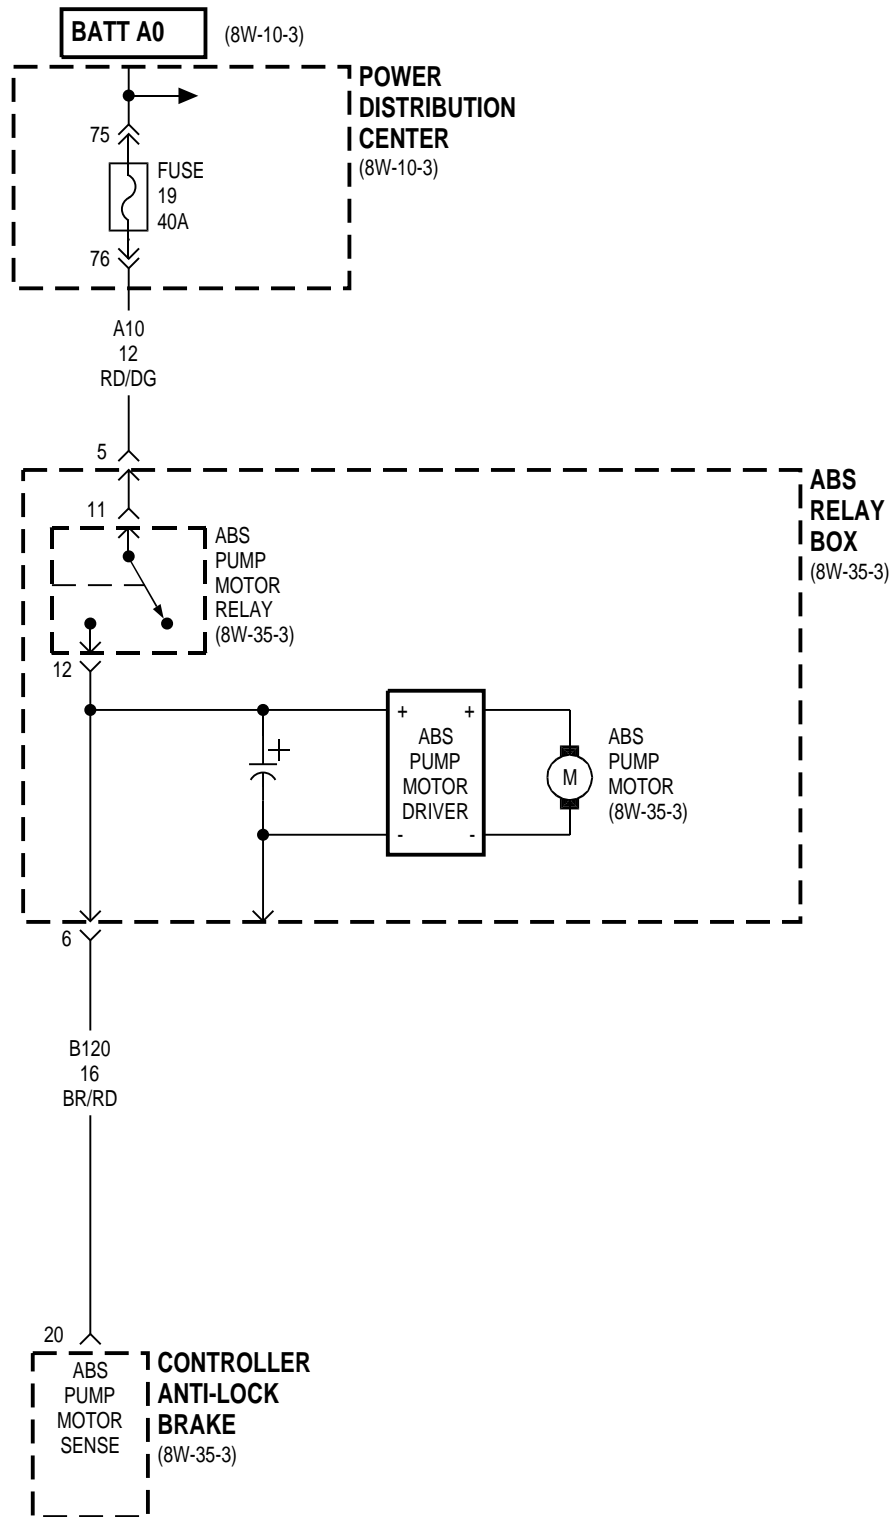 BATT A0
(8W-10-3)
POWER
DISTRIBUTION
CENTER
(8W-10-3)
75
FUSE
19
40A
76
A10
12
RD/DG
5
ABS
RELAY
BOX
(8W-35-3)
11
ABS
PUMP
MOTOR
RELAY
(8W-35-3)
12
+ +
ABS
PUMP
MOTOR
DRIVER
- -
+
M
ABS
PUMP
MOTOR
(8W-35-3)
6
B120
16
BR/RD
20
ABS
PUMP
MOTOR
SENSE
CONTROLLER
ANTI-LOCK
BRAKE
(8W-35-3)